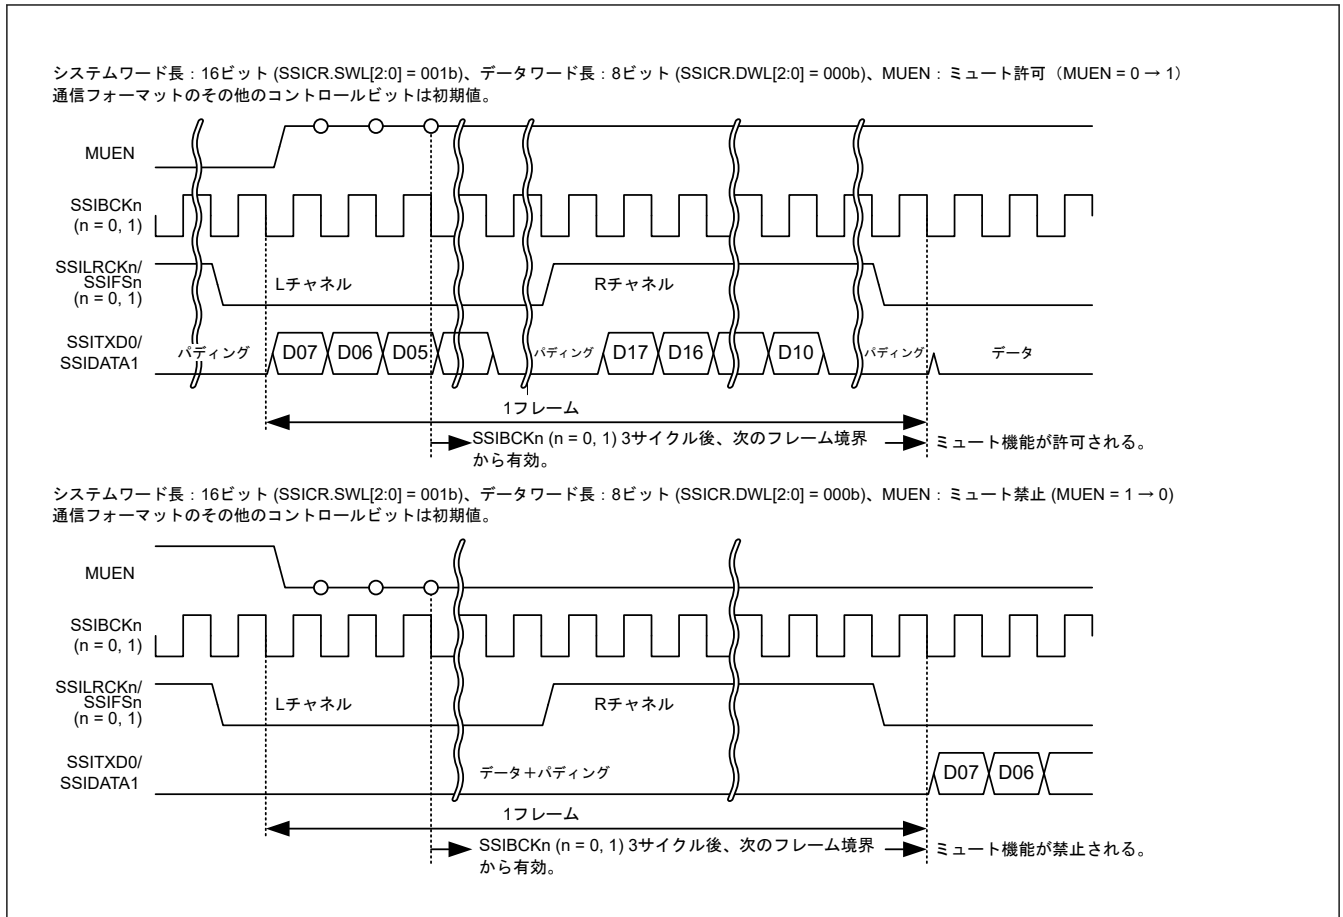 システムワード長：16ビット (SSICR.SWL[2:0] = 001b)、データワード長：8ビット (SSICR.DWL[2:0] = 000b)、MUEN：ミュート許可（MUEN = 0 → 1）
通信フォーマットのその他のコントロールビットは初期値。
MUEN
SSIBCKn
(n = 0, 1)
SSILRCKn/
SSIFSn
(n = 0, 1)
Lチャネル
Rチャネル
SSITXD0/
SSIDATA1
パディング
D07
D06
D05
パディング
D17
D16
D10
パディング
データ
1フレーム
SSIBCKn (n = 0, 1) 3サイクル後、次のフレーム境界
から有効。
ミュート機能が許可される。
システムワード長：16ビット (SSICR.SWL[2:0] = 001b)、データワード長：8ビット (SSICR.DWL[2:0] = 000b)、MUEN：ミュート禁止 (MUEN = 1 → 0)
通信フォーマットのその他のコントロールビットは初期値。
MUEN
SSIBCKn
(n = 0, 1)
SSILRCKn/
SSIFSn
(n = 0, 1)
Lチャネル
Rチャネル
SSITXD0/
SSIDATA1
データ＋パディング
D07
D06
1フレーム
SSIBCKn (n = 0, 1) 3サイクル後、次のフレーム境界
から有効。
ミュート機能が禁止される。